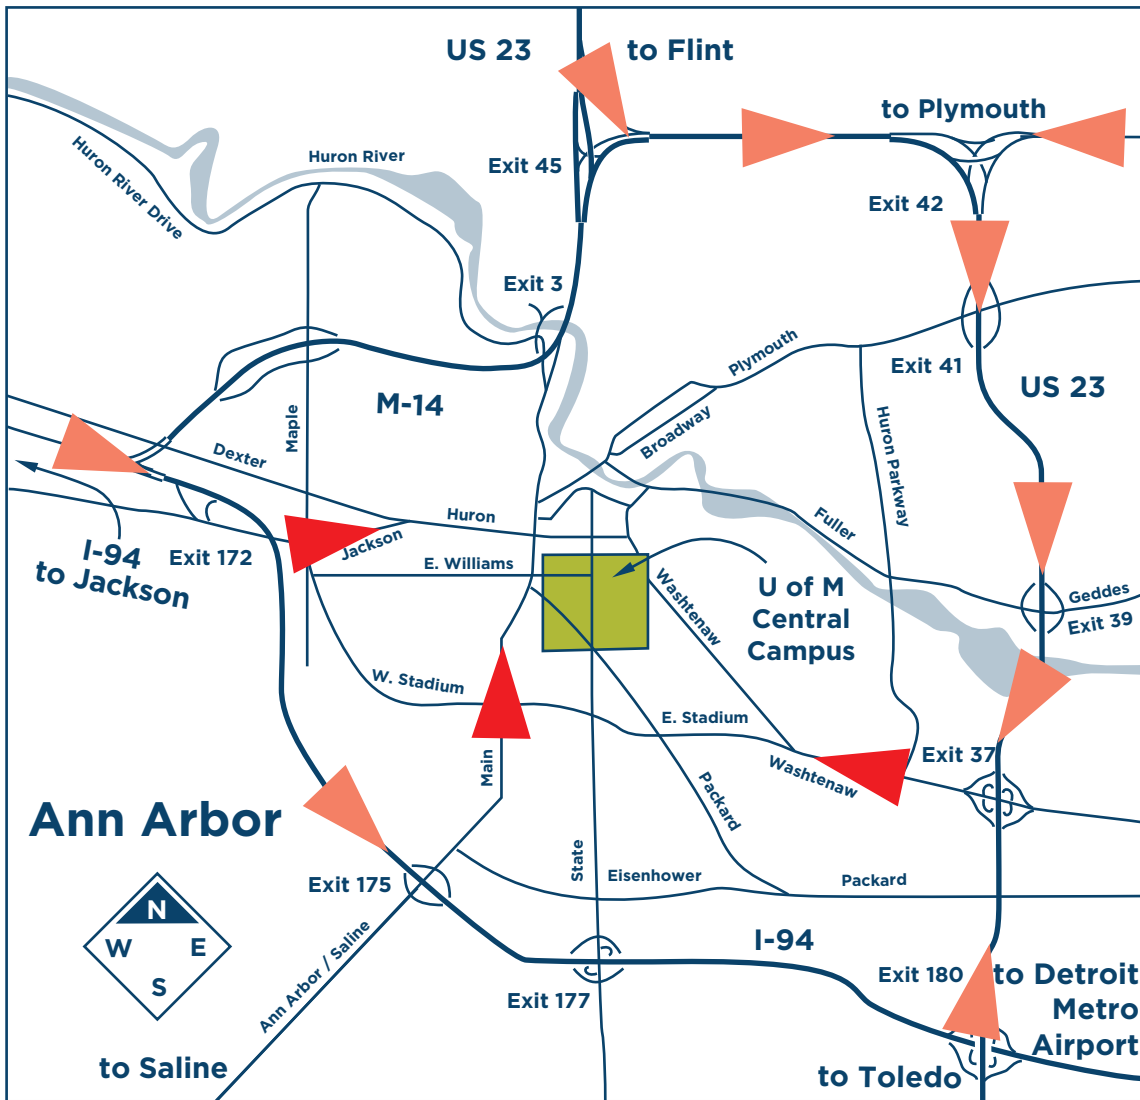 US 23
to Flint
to Plymouth
Huron River
Huron River Drive
Exit 45
Exit 42
Exit 3
Plymouth
Exit 41
US 23
M-14
Maple
Broadway
Huron Parkway
Dexter
Huron
Jackson
Fuller
I-94
to Jackson
Exit 172
E. Williams
Washtenaw
U of M
Central
Campus
Geddes
Exit 39
W. Stadium
E. Stadium
Main
Washtenaw
Exit 37
Packard
Ann Arbor
State
Exit 175
Eisenhower
Packard
N
W
E
S
Ann Arbor / Saline
I-94
Exit 177
Exit 180
to Detroit
Metro
Airport
to Saline
to Toledo